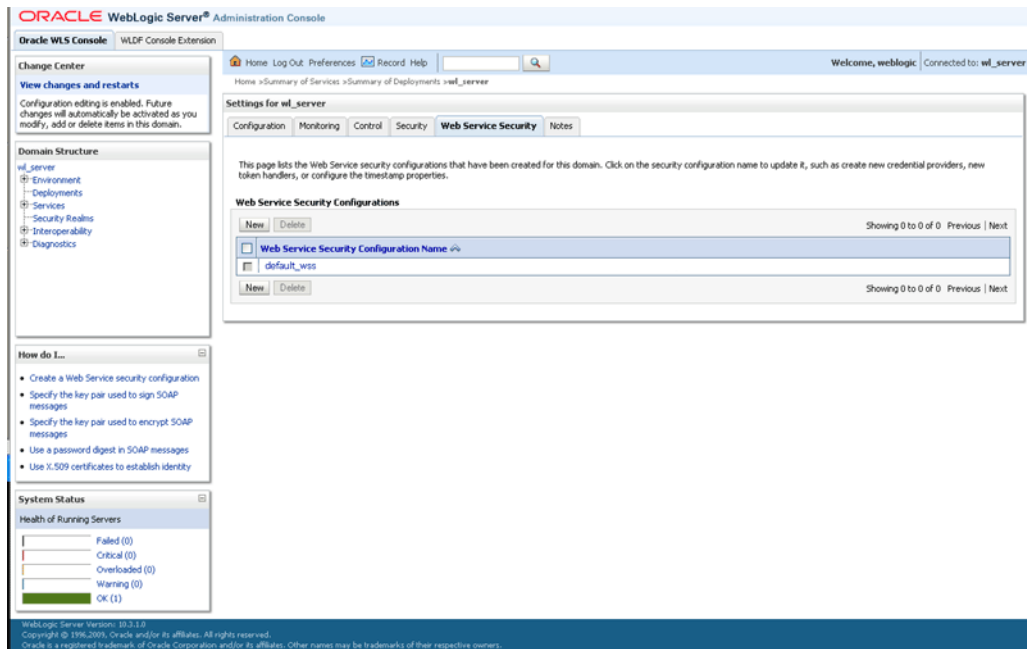 ORACLE WebLogic Server® Administration Console
Oracle WLS Console
WLDF Console Extension
Change Center
View changes and restarts
Configuration editing is enabled. Future
changes will automatically be activated as you
modify, add or delete items in this domain.
Domain Structure
wl_server
Environment
Deployments
Services
Security Realms
Interoperability
Diagnostics
How do I...
Create a Web Service security configuration
Specify the key pair used to sign SOAP
messages
Specify the key pair used to encrypt SOAP
messages
Use a password digest in SOAP messages
Use X.509 certificates to establish identity
System Status
Health of Running Servers
Failed (0)
Critical (0)
Overloaded (0)
Warning (0)
OK (1)
Home Log Out Preferences Record Help
Welcome, weblogic Connected to: wl_server
Home >Summary of Services >Summary of Deployments >wl_server
Settings for wl_server
Configuration Monitoring Control Security Web Service Security Notes
This page lists the Web Service security configurations that have been created for this domain. Click on the security configuration name to update it, such as create new credential providers, new
token handlers, or configure the timestamp properties.
Web Service Security Configurations
New Delete Showing 0 to 0 of 0 Previous | Next
Web Service Security Configuration Name
default_wss
New Delete Showing 0 to 0 of 0 Previous | Next
WebLogic Server Version: 10.3.1.0
Copyright © 1996,2009, Oracle and/or its affiliates. All rights reserved.
Oracle is a registered trademark of Oracle Corporation and/or its affiliates. Other names may be trademarks of their respective owners.